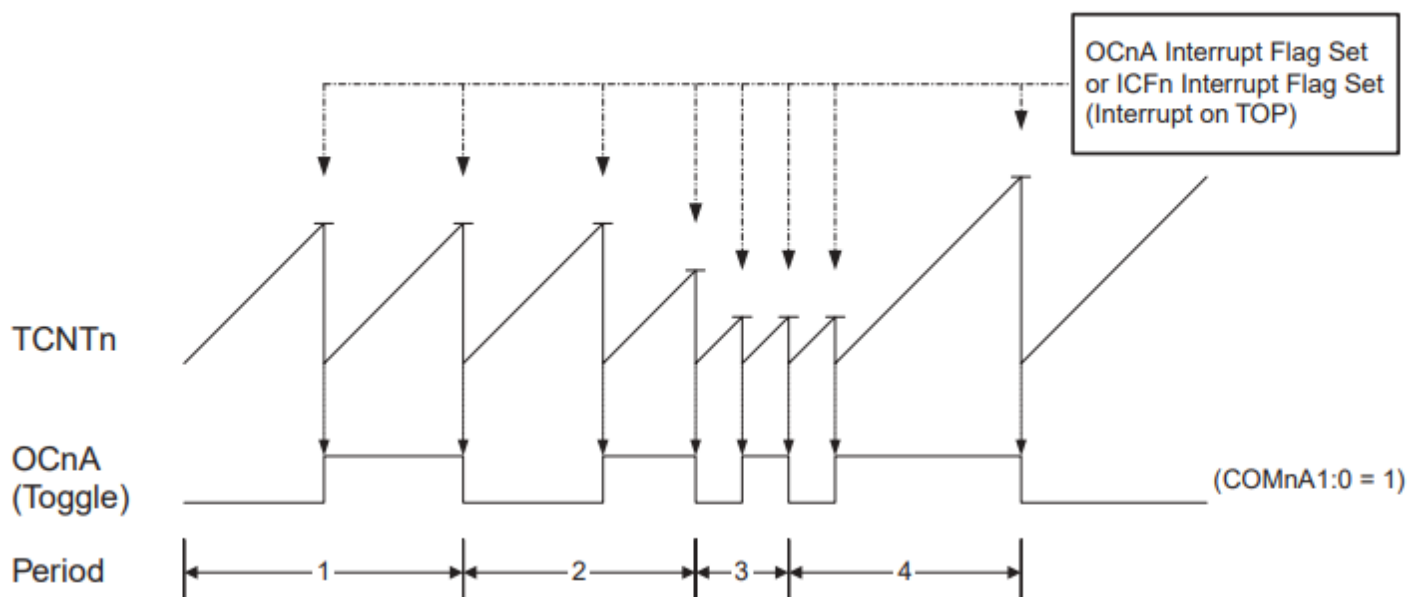 OCnA Interrupt Flag Set
or ICFn Interrupt Flag Set
(Interrupt on TOP)
TCNTn
OCnA
(Toggle)
(COMnA1:0 = 1)
Period
1
2
3
4